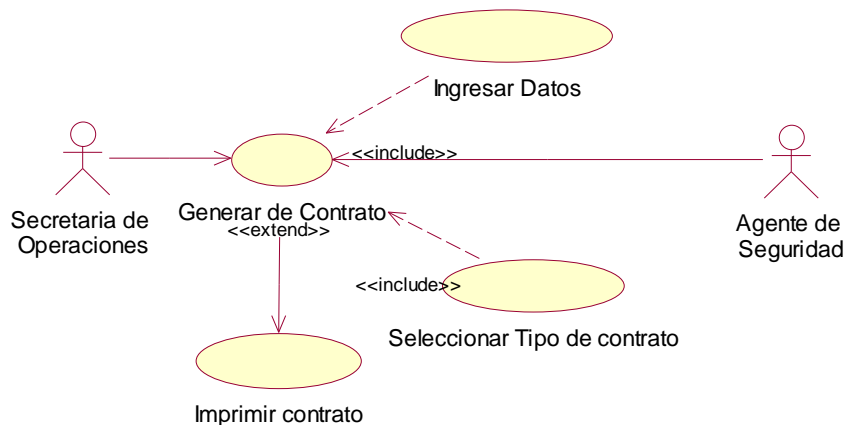 Ingresar Datos
<<include>>
Secretaria de
Operaciones
Generar de Contrato
<<extend>>
Agente de
Seguridad
<<include>>
Seleccionar Tipo de contrato
Imprimir contrato